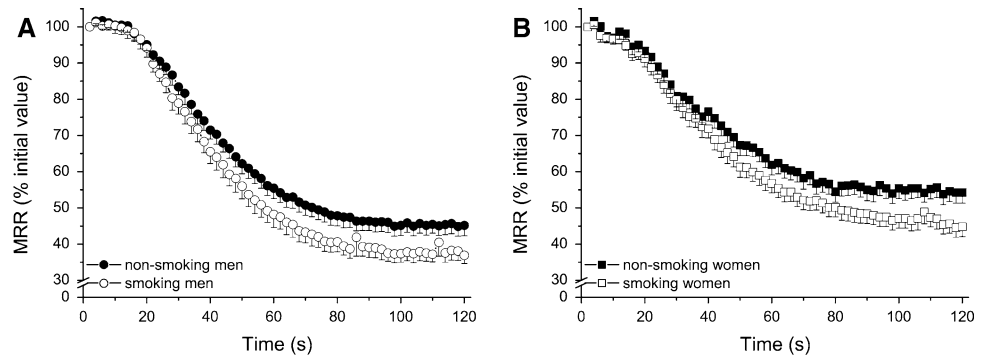 A
MRR (% initial value)
100
90
80
70
60
50
40
30
0
non-smoking men
smoking men
0 20 40 60 80 100 120
Time (s)
B
MRR (% initial value)
100
90
80
70
60
50
40
30
0
non-smoking women
smoking women
0 20 40 60 80 100 120
Time (s)